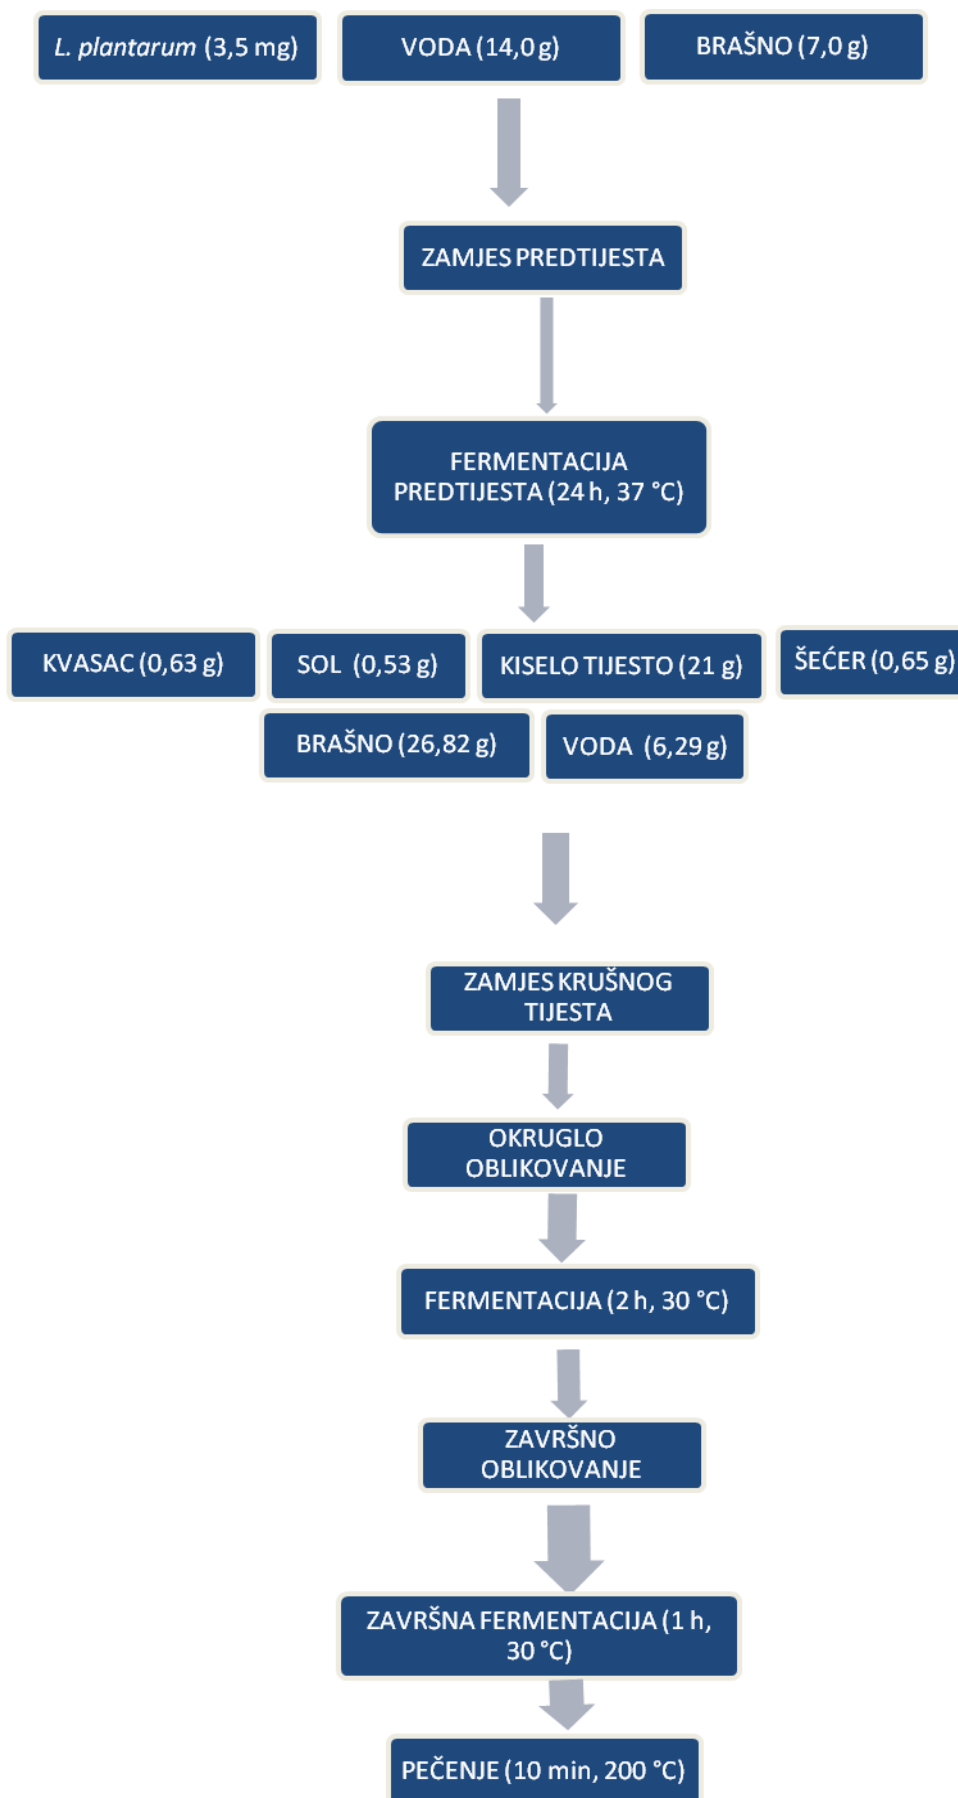 L. plantarum (3,5 mg)
VODA (14,0 g)
BRAŠNO (7,0 g)
ZAMJES PREDTIJESTA
FERMENTACIJA
PREDTIJESTA (24 h, 37 °C)
KVASAC (0,63 g)
SOL (0,53 g)
KISELO TIJESTO (21 g)
ŠEĆER (0,65 g)
BRAŠNO (26,82 g)
VODA (6,29 g)
ZAMJES KRUŠNOG
TIJESTA
OKRUGLO
OBLIKOVANJE
FERMENTACIJA (2 h, 30 °C)
ZAVRŠNO
OBLIKOVANJE
ZAVRŠNA FERMENTACIJA (1 h,
30 °C)
PEČENJE (10 min, 200 °C)